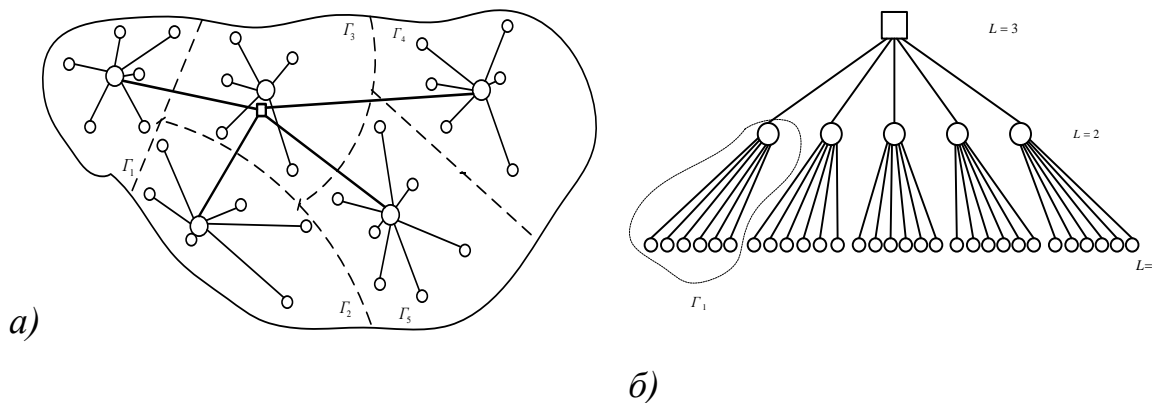 Γ₃
Γ₄
Γ₁
Γ₂
Γ₅
а)
L = 3
L = 2
L=
Γ₁
б)